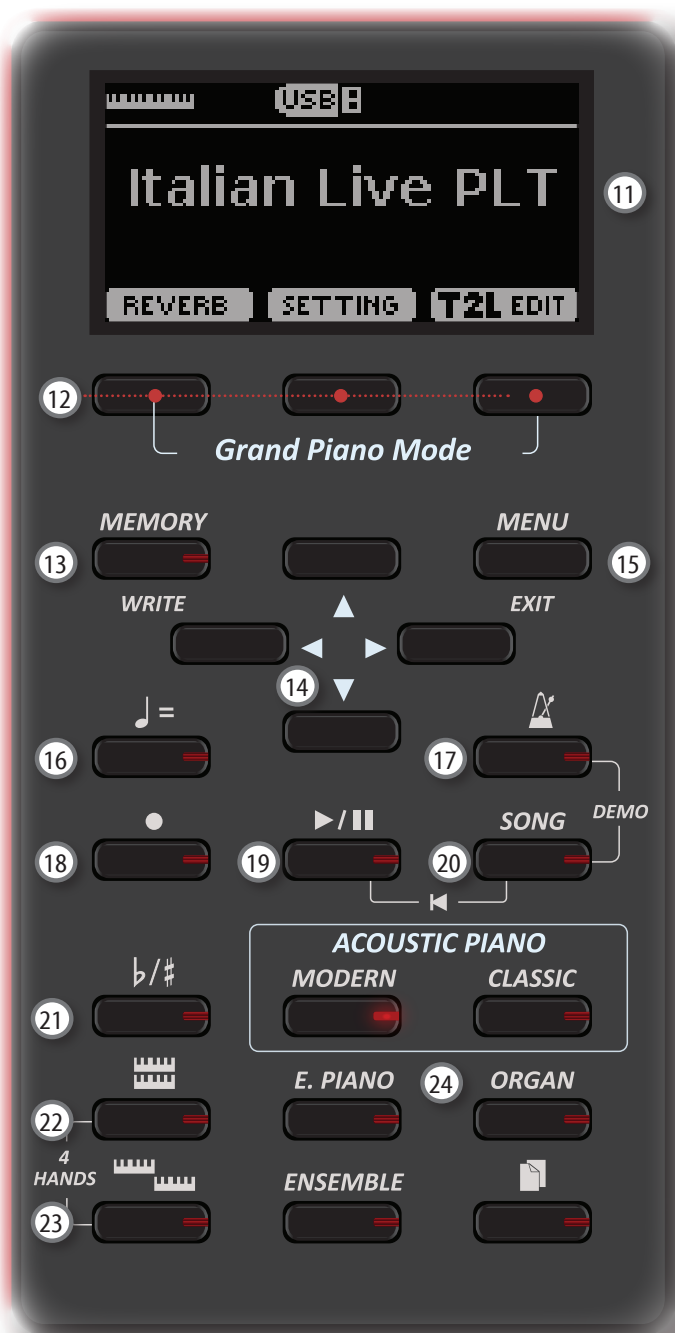 USB
Italian Live PLT
11
REVERB SETTING T2L EDIT
12
Grand Piano Mode
MEMORY MENU
13 15
WRITE EXIT
14
=
16 17
DEMO
▶/❚❚ SONG
18 19 20
ACOUSTIC PIANO
♭/♯ MODERN CLASSIC
21
E. PIANO 24 ORGAN
22
4
HANDS
ENSEMBLE
23